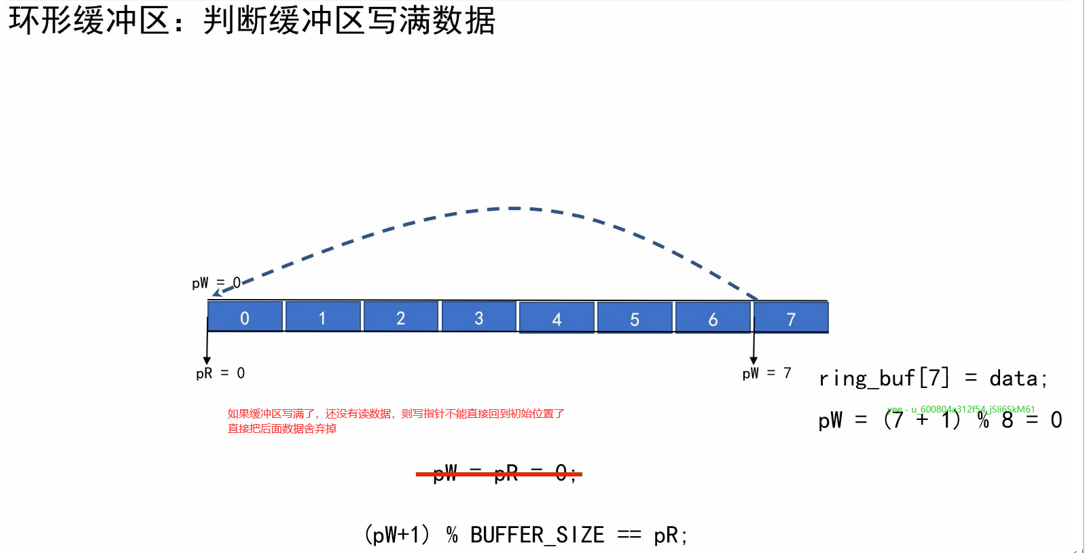 环形缓冲区：判断缓冲区写满数据
pW = 0
0 1 2 3 4 5 6 7
pR = 0
pW = 7
ring_buf[7] = data;
如果缓冲区写满了，还没有读数据，则写指针不能直接回到初始位置了
直接把后面数据舍弃掉
pW = (7 + 1) % 8 = 0
pW = pR = 0;
(pW+1) % BUFFER_SIZE == pR;